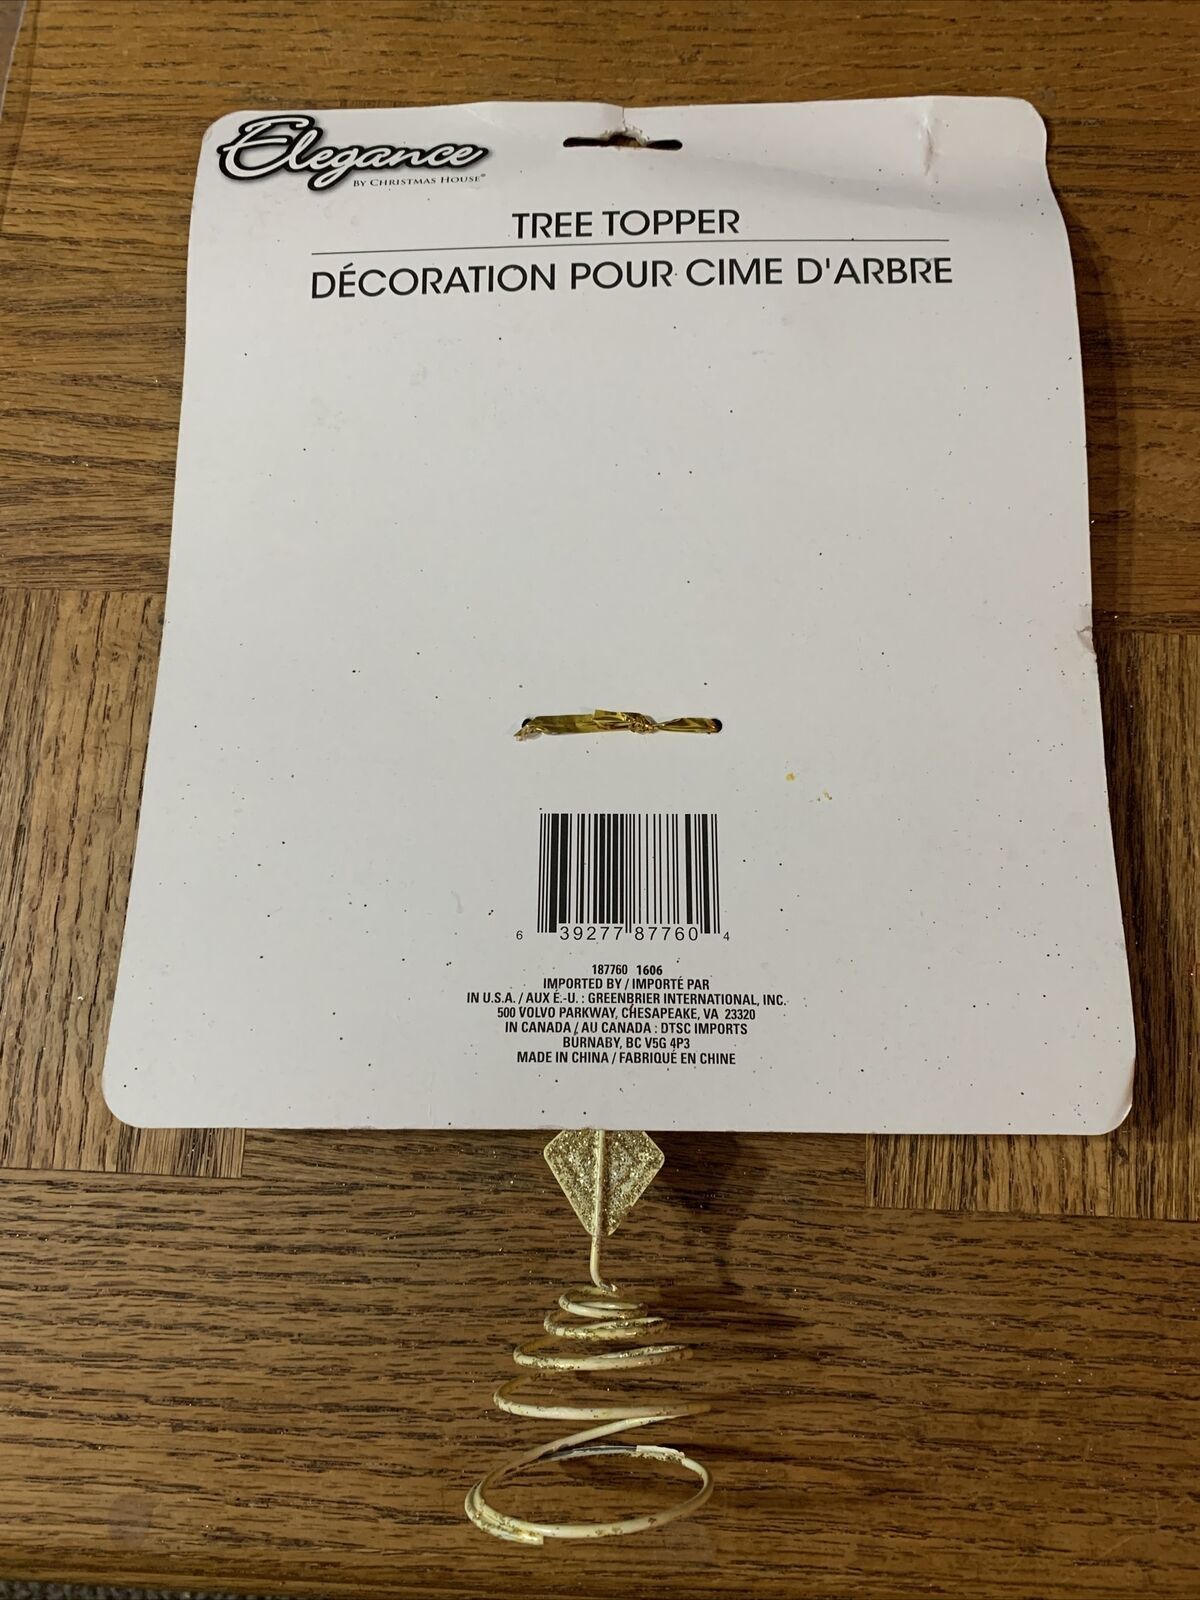 Elegance
BY CHRISTMAS HOUSE®
TREE TOPPER
DÉCORATION POUR CIME D'ARBRE
6 39277 87760 4
187760 1606
IMPORTED BY / IMPORTÉ PAR
IN U.S.A. / AUX É.-U. : GREENBRIER INTERNATIONAL, INC.
500 VOLVO PARKWAY, CHESAPEAKE, VA 23320
IN CANADA / AU CANADA : DTSC IMPORTS
BURNABY, BC V5G 4P3
MADE IN CHINA / FABRIQUÉ EN CHINE